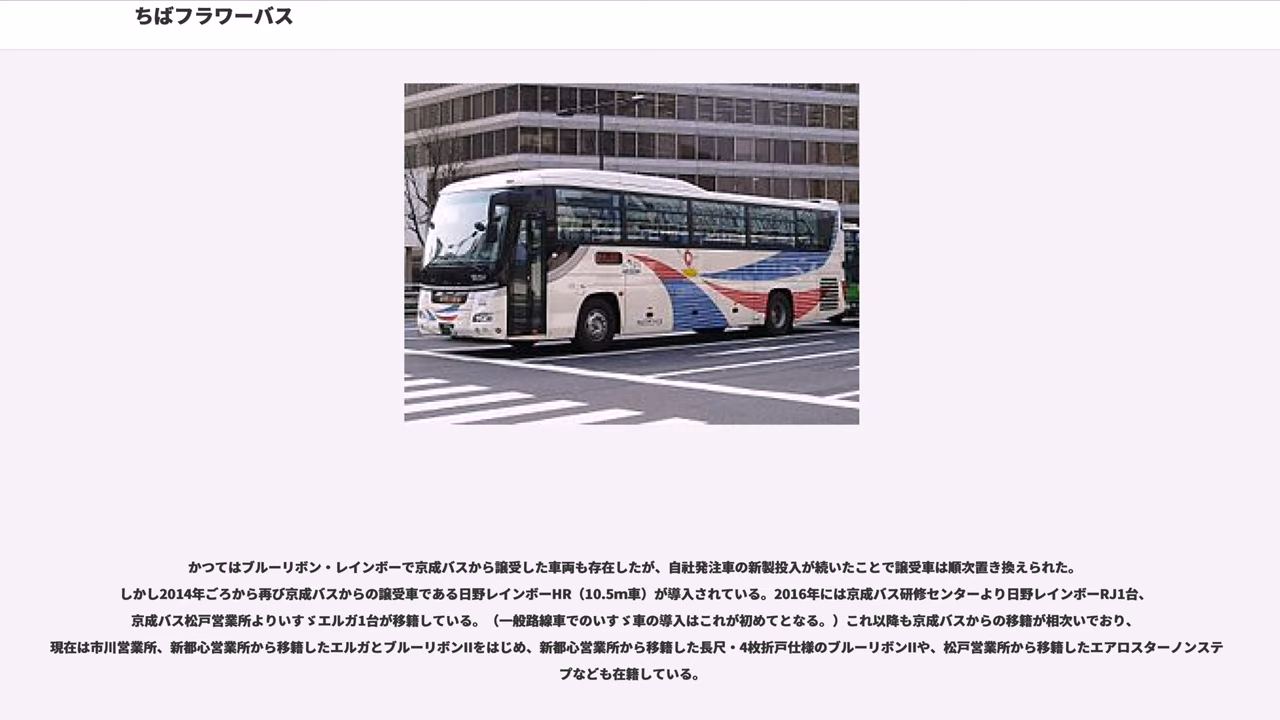 ちばフラワーバス
かつてはブルーリボン・レインボーで京成バスから譲受した車両も存在したが、自社発注車の新製投入が続いたことで譲受車は順次置き換えられた。
しかし2014年ごろから再び京成バスからの譲受車である日野レインボーHR（10.5m車）が導入されている。2016年には京成バス研修センターより日野レインボーRJ1台、
京成バス松戸営業所よりいすゞエルガ1台が移籍している。（一般路線車でのいすゞ車の導入はこれが初めてとなる。）これ以降も京成バスからの移籍が相次いでおり、
現在は市川営業所、新都心営業所から移籍したエルガとブルーリボンIIをはじめ、新都心営業所から移籍した長尺・4枚折戸仕様のブルーリボンIIや、松戸営業所から移籍したエアロスターノンステ
プなども在籍している。